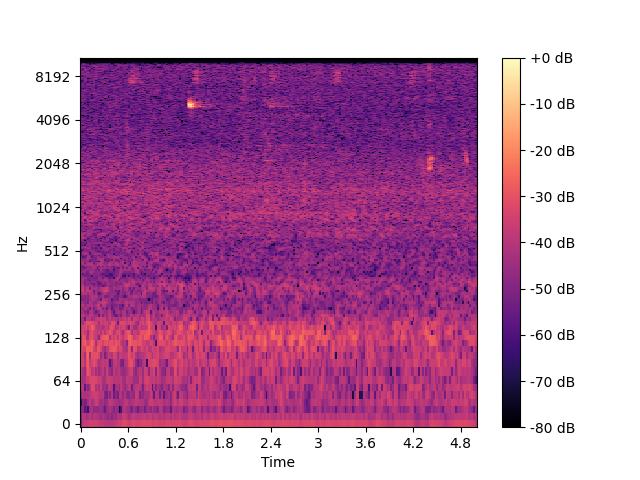 8192
4096
2048
1024
512
256
128
64
0
Hz
0 0.6 1.2 1.8 2.4 3 3.6 4.2 4.8
Time
+0 dB
-10 dB
-20 dB
-30 dB
-40 dB
-50 dB
-60 dB
-70 dB
-80 dB